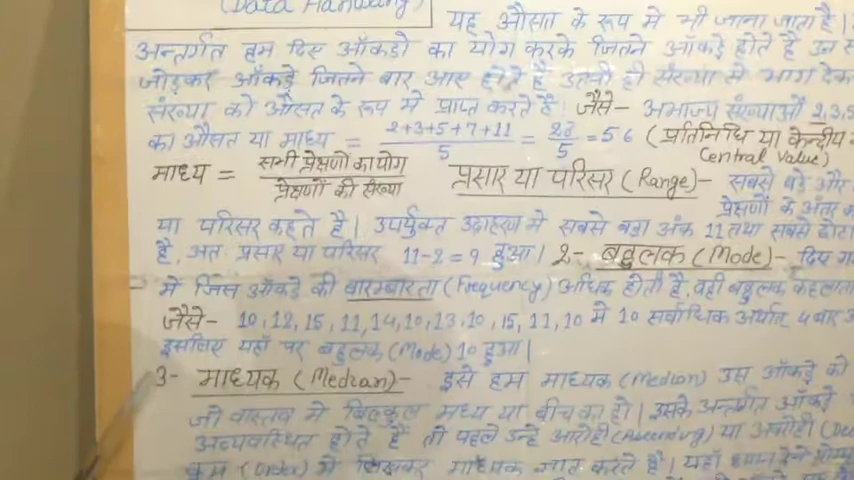 (Data Handling)
यह औसत के रूप में भी जाना जाता है।
अन्तर्गत हम दिए आँकड़ो का योग करके जितने आँकड़े होते हैं उन स
जोड़कर आँकड़े जितने बार आए होते हैं उतनी ही संख्या से भाग देक
संख्या को औसत के रूप में प्राप्त करते हैं। जैसे- अभाज्य संख्याओं 2,3,5
का औसत या माध्य = 2+3+5+7+11/5 = 28/5 = 56 (प्रतिनिधि या केन्दीय
Central Value)
माध्य = सभी प्रेक्षणों का योग/प्रेक्षणों की संख्या प्रसार या परिसर (Range)- सबसे बड़े और
प्रेक्षणों के अंतर क
या परिसर कहते है। उपर्युक्त उदाहरण में सबसे बड़ा अंक 11 तथा सबसे छोटा
है, अतः प्रसार या परिसर 11-2=9 हुआ। 2- बहुलक (Mode)- दिए ग
में जिस आँकड़े की बारम्बारता (Frequency) अधिक होती है, वही बहुलक कहलाता
जैसे- 10,12,15,11,14,10,13,10,15,11,10 में 10 सर्वाधिक अर्थात 4 बार अ
इसलिए यहाँ पर बहुलक (Mode) 10 हुआ।
3- माध्यक (Median)- इसे हम माध्यक (Median) उस आँकड़े को
जो वास्तव में बिल्कुल मध्य या बीच का हो। इसके अन्तर्गत आँकड़े
अव्यवस्थित होते हैं तो पहले उन्हे आरोही (Ascending) या अवरोही (De
क्रम (Order) में लिखकर माध्यक ज्ञात करते है। यहाँ ध्यान देने योग्य